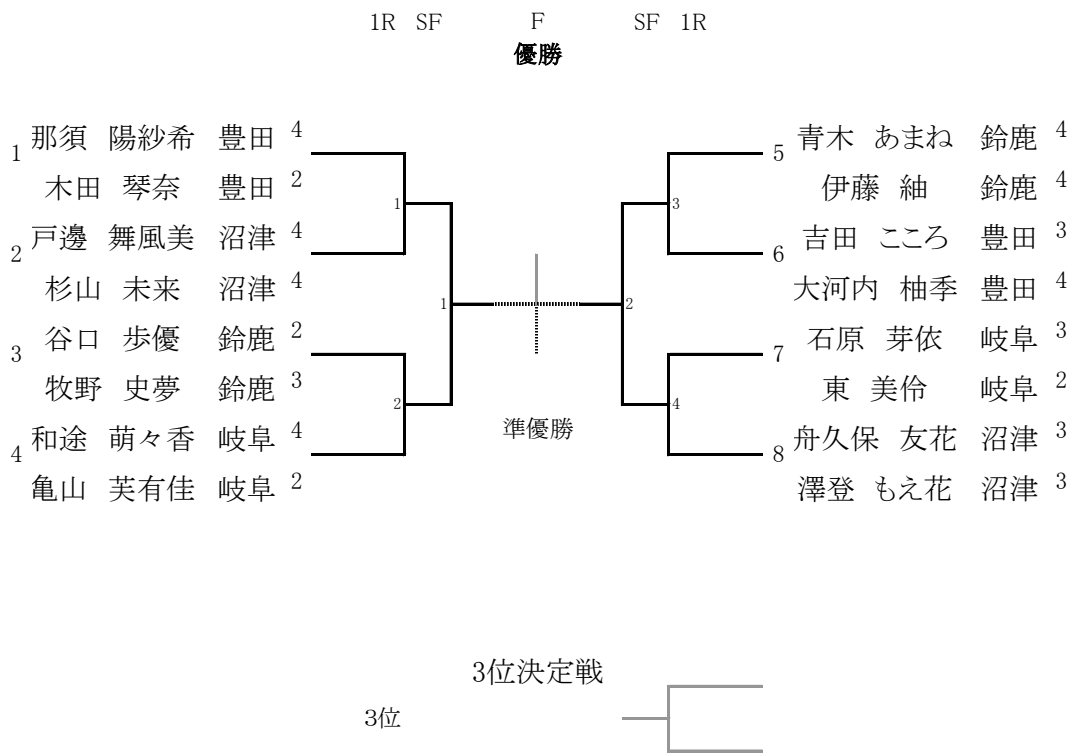 1R SF F SF 1R
優勝
1 那須 陽紗希 豊田 4
木田 琴奈 豊田 2
1
2 戸邊 舞風美 沼津 4
杉山 未来 沼津 4
1
3 谷口 歩優 鈴鹿 2
牧野 史夢 鈴鹿 3
2
4 和途 萌々香 岐阜 4
亀山 芙有佳 岐阜 2
5 青木 あまね 鈴鹿 4
伊藤 紬 鈴鹿 4
3
6 吉田 こころ 豊田 3
大河内 柚季 豊田 4
2
7 石原 芽依 岐阜 3
東 美伶 岐阜 2
4
8 舟久保 友花 沼津 3
澤登 もえ花 沼津 3
準優勝
3位決定戦
3位